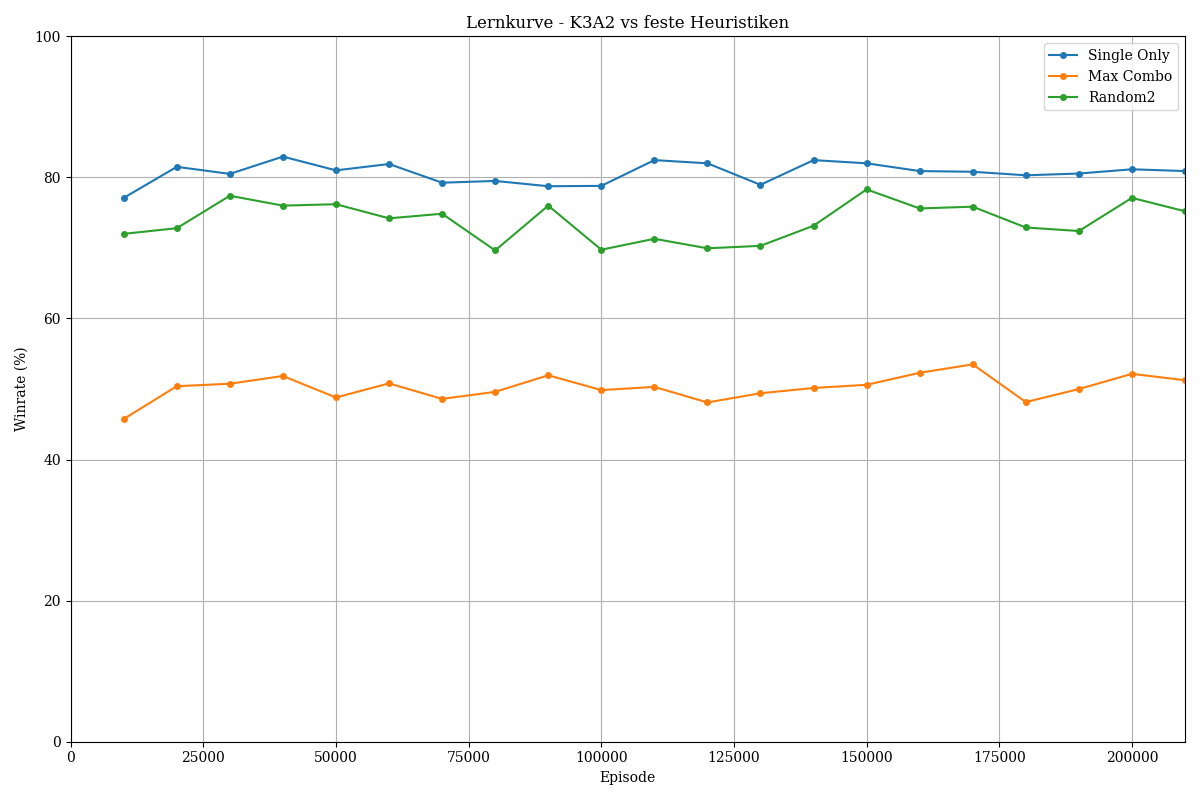 Lernkurve - K3A2 vs feste Heuristiken
100
80
60
40
20
0
Winrate (%)
Single Only
Max Combo
Random2
0 25000 50000 75000 100000 125000 150000 175000 200000
Episode